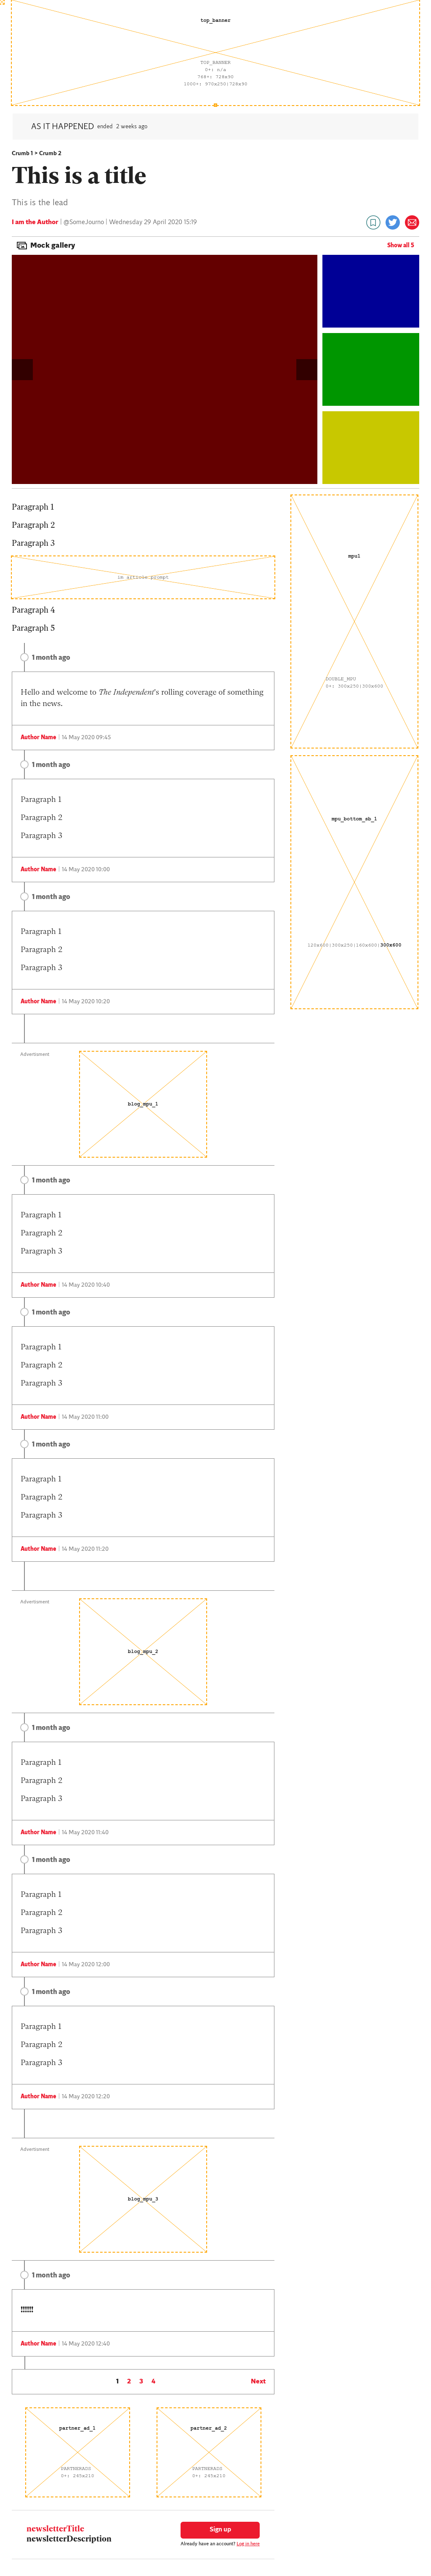 top_banner
TOP_BANNER
0+: n/a
768+: 728x90
1000+: 970x250|728x90
AS IT HAPPENED ended 2 weeks ago
Crumb 1 > Crumb 2
This is a title
This is the lead
I am the Author | @SomeJourno | Wednesday 29 April 2020 15:19
Mock gallery
Show all 5
Paragraph 1
Paragraph 2
Paragraph 3
in article prompt
Paragraph 4
Paragraph 5
mpu1
DOUBLE_MPU
0+: 300x250|300x600
mpu_bottom_ab_1
120x600|300x250|160x600|300x600
1 month ago
Hello and welcome to The Independent's rolling coverage of something
in the news.
Author Name | 14 May 2020 09:45
1 month ago
Paragraph 1
Paragraph 2
Paragraph 3
Author Name | 14 May 2020 10:00
1 month ago
Paragraph 1
Paragraph 2
Paragraph 3
Author Name | 14 May 2020 10:20
Advertisment
blog_mpu_1
1 month ago
Paragraph 1
Paragraph 2
Paragraph 3
Author Name | 14 May 2020 10:40
1 month ago
Paragraph 1
Paragraph 2
Paragraph 3
Author Name | 14 May 2020 11:00
1 month ago
Paragraph 1
Paragraph 2
Paragraph 3
Author Name | 14 May 2020 11:20
Advertisment
blog_mpu_2
1 month ago
Paragraph 1
Paragraph 2
Paragraph 3
Author Name | 14 May 2020 11:40
1 month ago
Paragraph 1
Paragraph 2
Paragraph 3
Author Name | 14 May 2020 12:00
1 month ago
Paragraph 1
Paragraph 2
Paragraph 3
Author Name | 14 May 2020 12:20
Advertisment
blog_mpu_3
1 month ago
Author Name | 14 May 2020 12:40
1 2 3 4 Next
partner_ad_1
PARTNERADS
0+: 245x210
partner_ad_2
PARTNERADS
0+: 245x210
newsletterTitle
newsletterDescription
Sign up
Already have an account? Log in here